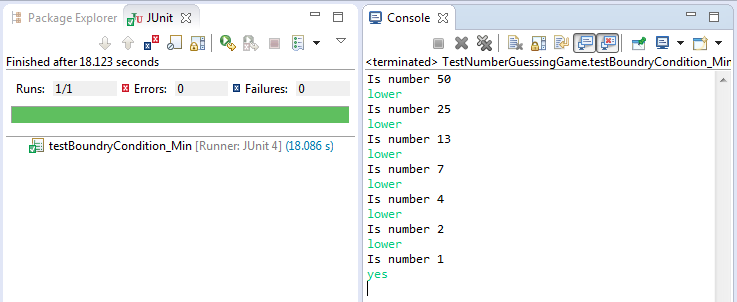 Package Explorer JUnit
Finished after 18.123 seconds
Runs: 1/1 Errors: 0 Failures: 0
testBoundryCondition_Min [Runner: JUnit 4] (18.086 s)
Console
<terminated> TestNumberGuessingGame.testBoundryCondition_Min
Is number 50
lower
Is number 25
lower
Is number 13
lower
Is number 7
lower
Is number 4
lower
Is number 2
lower
Is number 1
yes